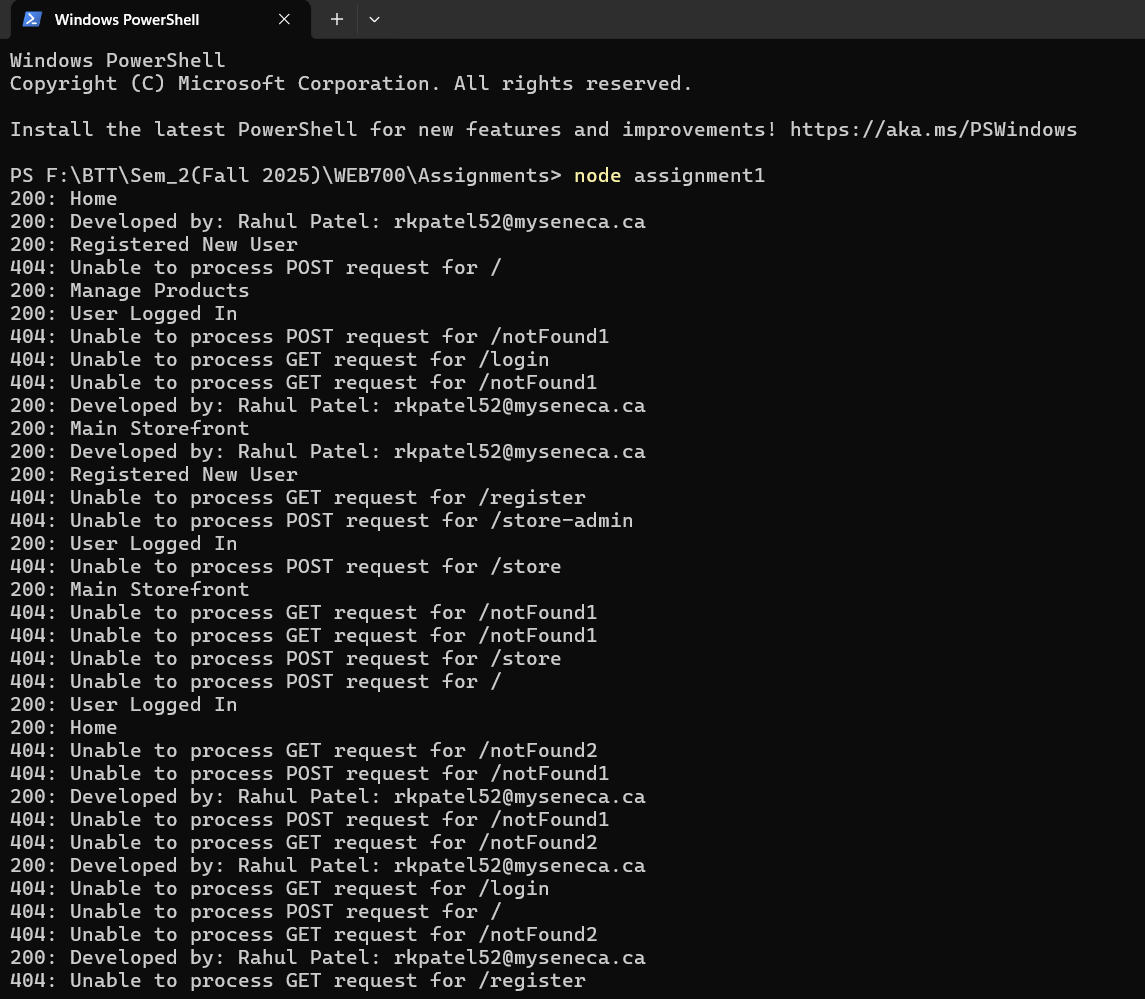 Windows PowerShell
Windows PowerShell
Copyright (C) Microsoft Corporation. All rights reserved.
Install the latest PowerShell for new features and improvements! https://aka.ms/PSWindows
PS F:\BTT\Sem_2(Fall 2025)\WEB700\Assignments> node assignment1
200: Home
200: Developed by: Rahul Patel: rkpatel52@myseneca.ca
200: Registered New User
404: Unable to process POST request for /
200: Manage Products
200: User Logged In
404: Unable to process POST request for /notFound1
404: Unable to process GET request for /login
404: Unable to process GET request for /notFound1
200: Developed by: Rahul Patel: rkpatel52@myseneca.ca
200: Main Storefront
200: Developed by: Rahul Patel: rkpatel52@myseneca.ca
200: Registered New User
404: Unable to process GET request for /register
404: Unable to process POST request for /store-admin
200: User Logged In
404: Unable to process POST request for /store
200: Main Storefront
404: Unable to process GET request for /notFound1
404: Unable to process GET request for /notFound1
404: Unable to process POST request for /store
404: Unable to process POST request for /
200: User Logged In
200: Home
404: Unable to process GET request for /notFound2
404: Unable to process POST request for /notFound1
200: Developed by: Rahul Patel: rkpatel52@myseneca.ca
404: Unable to process POST request for /notFound1
404: Unable to process GET request for /notFound2
200: Developed by: Rahul Patel: rkpatel52@myseneca.ca
404: Unable to process GET request for /login
404: Unable to process POST request for /
404: Unable to process GET request for /notFound2
200: Developed by: Rahul Patel: rkpatel52@myseneca.ca
404: Unable to process GET request for /register